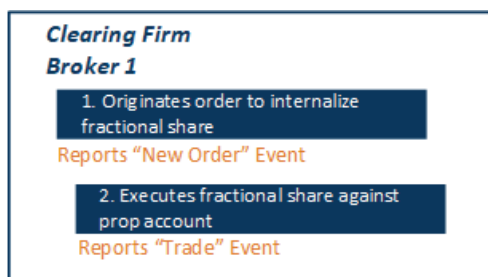 Clearing Firm
Broker 1
1. Originates order to internalize
fractional share
Reports “New Order” Event
2. Executes fractional share against
prop account
Reports “Trade” Event